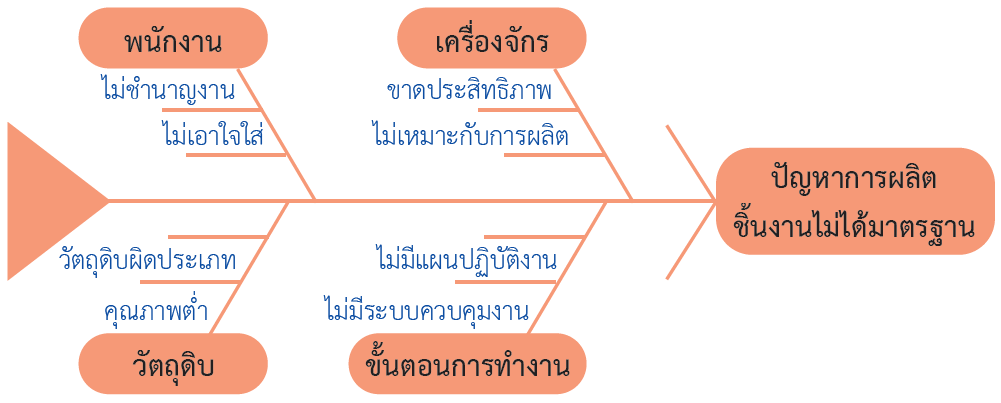 พนักงาน
ไม่ชำนาญงาน
ไม่เอาใจใส่
เครื่องจักร
ขาดประสิทธิภาพ
ไม่เหมาะกับการผลิต
ปัญหาการผลิต
ชิ้นงานไม่ได้มาตรฐาน
วัตถุดิบผิดประเภท
คุณภาพต่ำ
วัตถุดิบ
ไม่มีแผนปฏิบัติงาน
ไม่มีระบบควบคุมงาน
ขั้นตอนการทำงาน